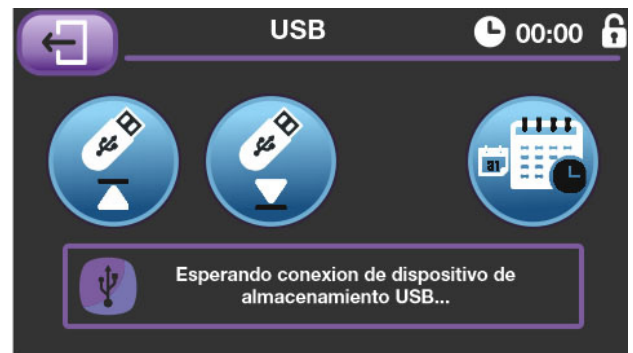 USB
00:00
31
Esperando conexion de dispositivo de
almacenamiento USB...